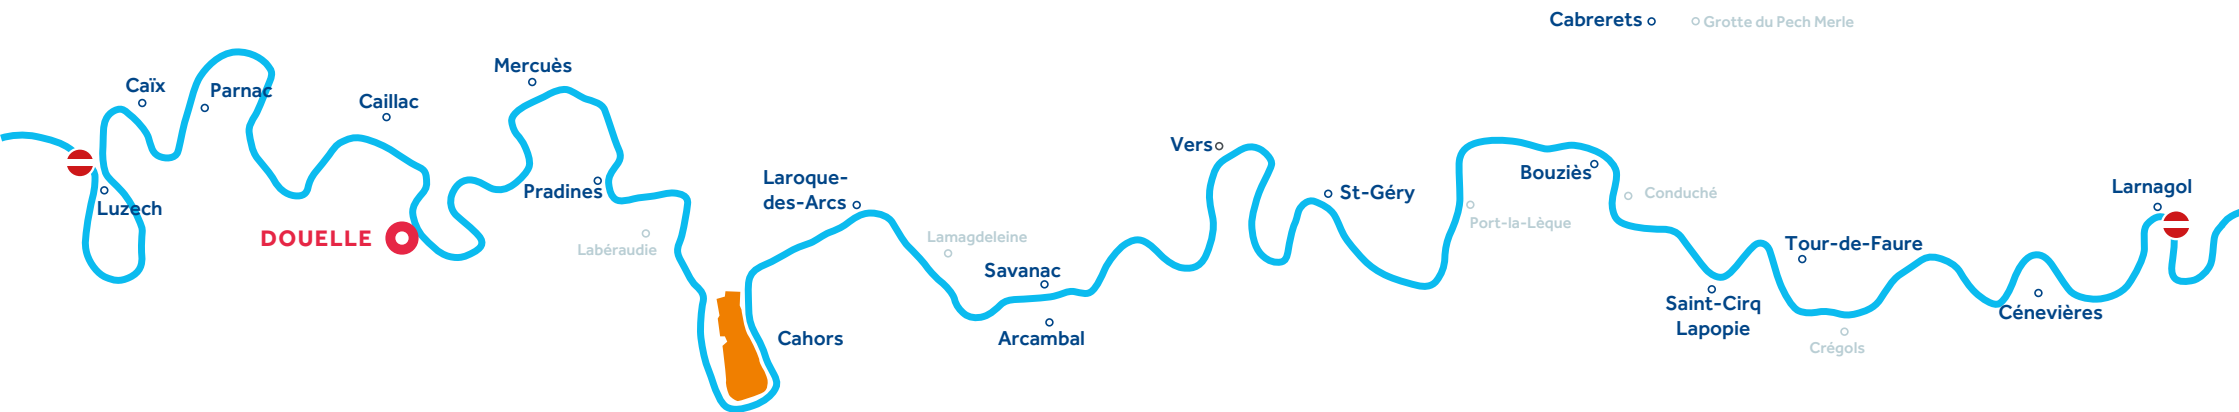 Cabrerets
Grotte du Pech Merle
Mercuès
Caïx
Parnac
Caillac
Vers
Laroque-
des-Arcs
Bouziès
Pradines
St-Géry
Conduché
Larnagol
Luzech
Port-la-Lèque
DOUELLE
Labéraudie
Lamagdeleine
Tour-de-Faure
Savanac
Saint-Cirq
Lapopie
Cénevières
Cahors
Arcambal
Crégols